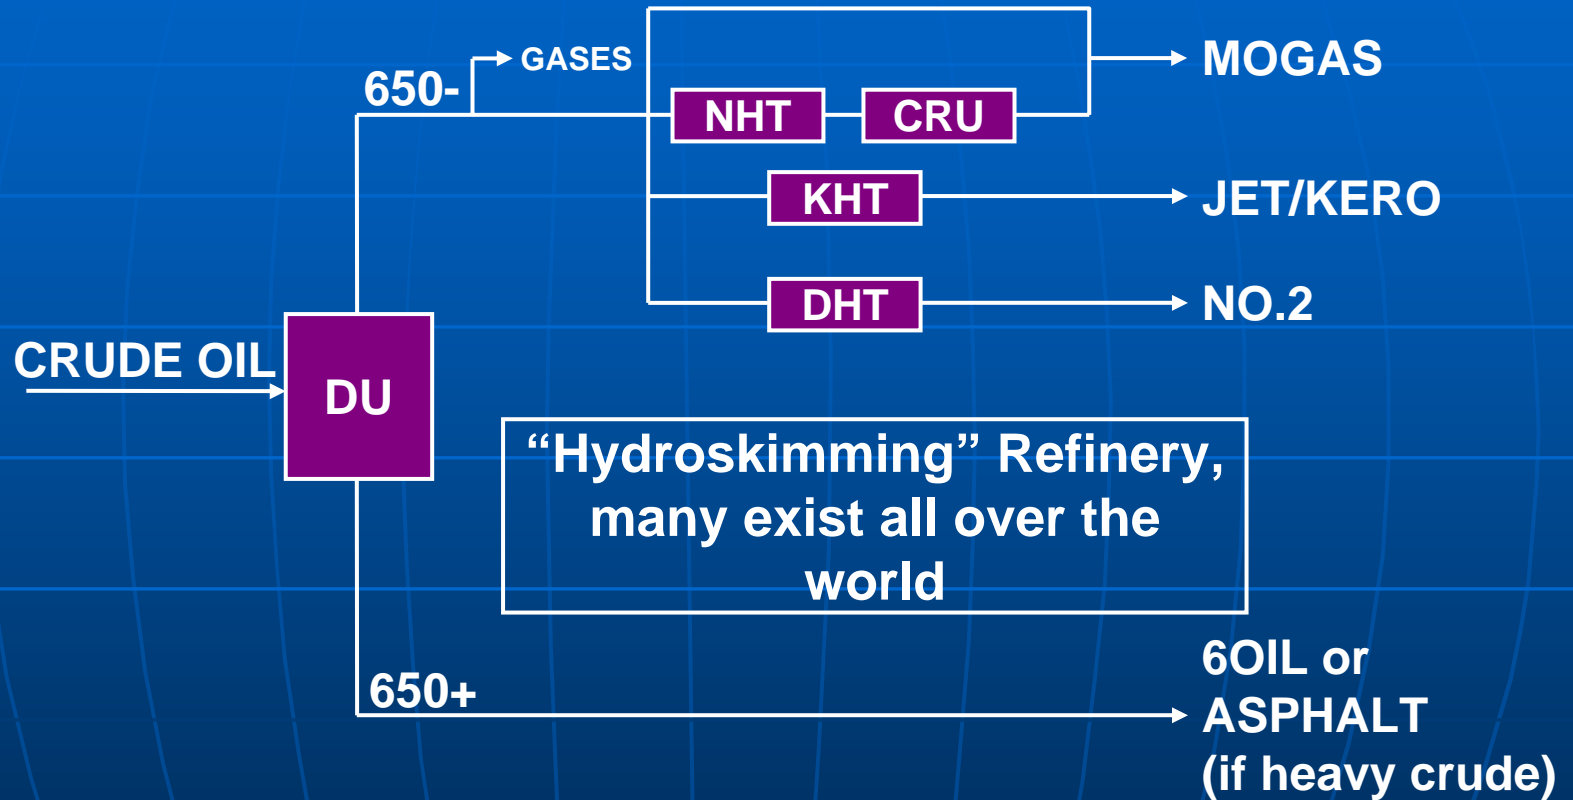 GASES
MOGAS
650-
NHT
CRU
KHT
JET/KERO
DHT
NO.2
CRUDE OIL
DU
“Hydroskimming” Refinery,
many exist all over the
world
650+
6OIL or
ASPHALT
(if heavy crude)